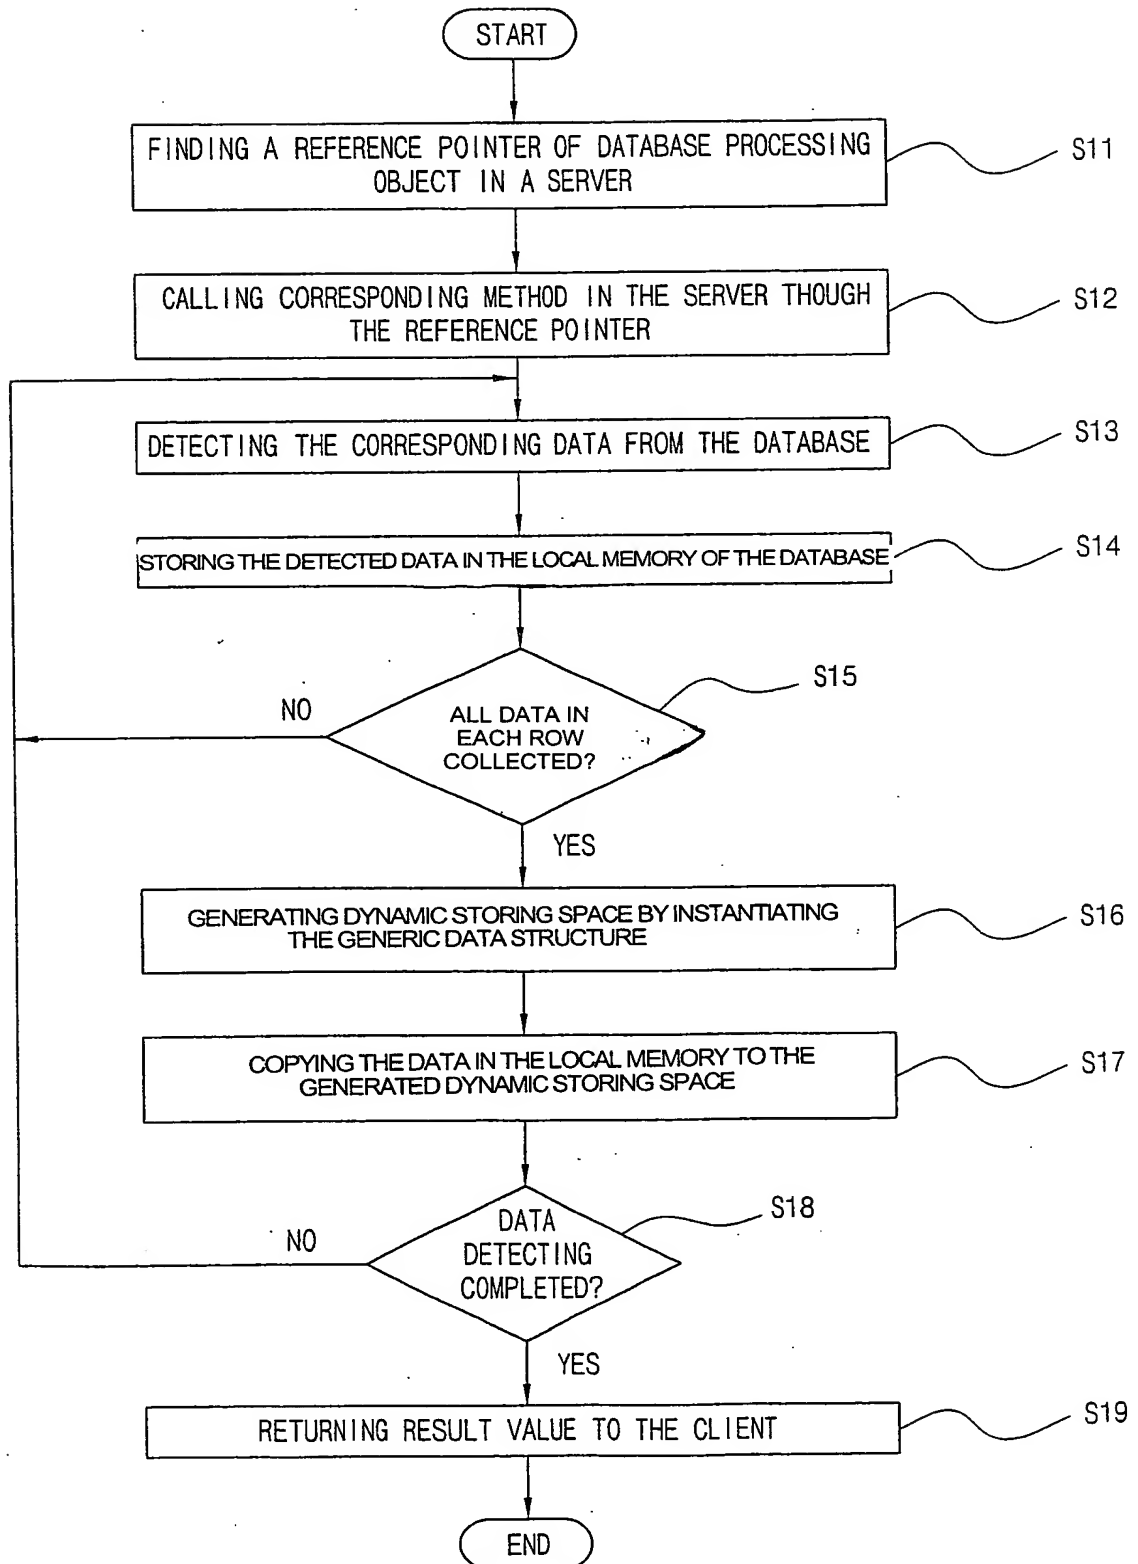 START
FINDING A REFERENCE POINTER OF DATABASE PROCESSING
OBJECT IN A SERVER
S11
CALLING CORRESPONDING METHOD IN THE SERVER THOUGH
THE REFERENCE POINTER
S12
DETECTING THE CORRESPONDING DATA FROM THE DATABASE
S13
STORING THE DETECTED DATA IN THE LOCAL MEMORY OF THE DATABASE
S14
S15
NO
ALL DATA IN
EACH ROW
COLLECTED?
YES
GENERATING DYNAMIC STORING SPACE BY INSTANTIATING
THE GENERIC DATA STRUCTURE
S16
COPYING THE DATA IN THE LOCAL MEMORY TO THE
GENERATED DYNAMIC STORING SPACE
S17
S18
NO
DATA
DETECTING
COMPLETED?
YES
RETURNING RESULT VALUE TO THE CLIENT
S19
END